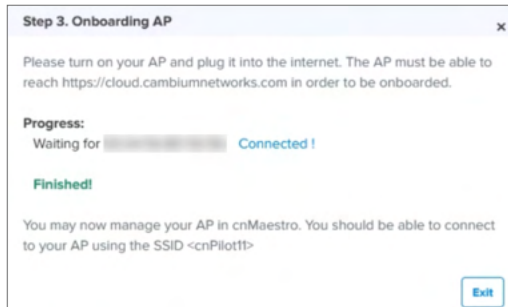 Step 3. Onboarding AP
×
Please turn on your AP and plug it into the internet. The AP must be able to
reach https://cloud.cambiumnetworks.com in order to be onboarded.
Progress:
Waiting for Connected !
Finished!
You may now manage your AP in cnMaestro. You should be able to connect
to your AP using the SSID <cnPilot11>
Exit